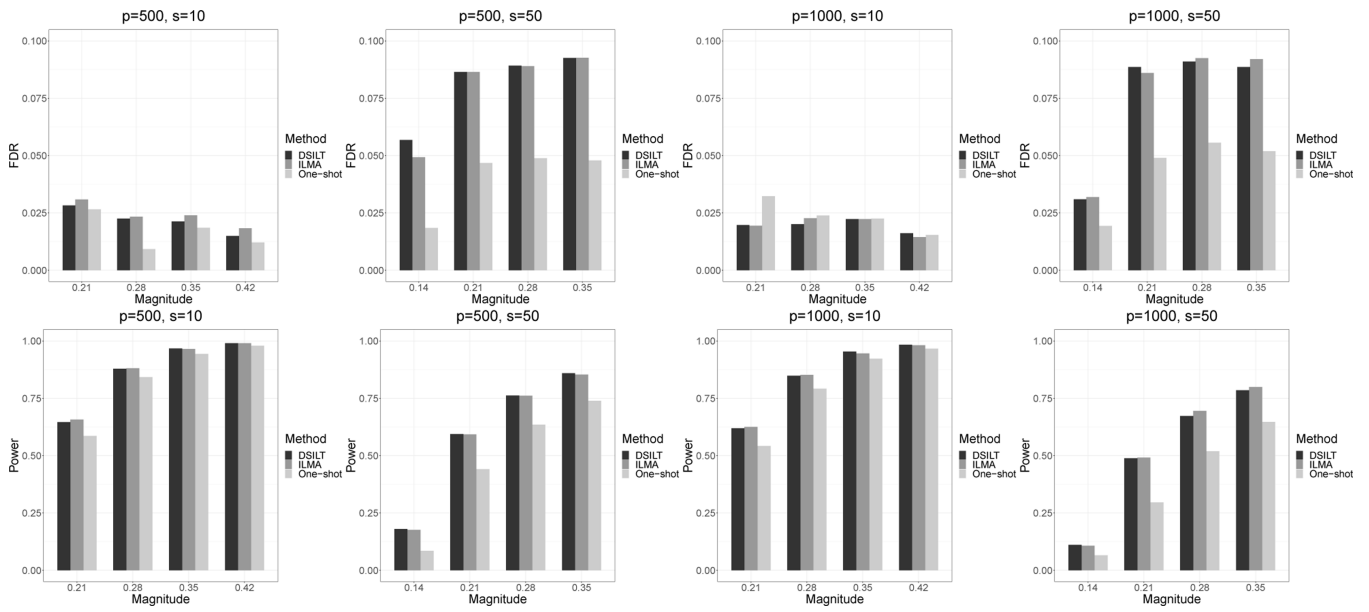 p=500, s=10
0.100
0.075
0.050
0.025
0.000
FDR
0.21 0.28 0.35 0.42
Magnitude
Method
DSILT
ILMA
One-shot
p=500, s=50
0.100
0.075
0.050
0.025
0.000
FDR
0.14 0.21 0.28 0.35
Magnitude
Method
DSILT
ILMA
One-shot
p=1000, s=10
0.100
0.075
0.050
0.025
0.000
FDR
0.21 0.28 0.35 0.42
Magnitude
Method
DSILT
ILMA
One-shot
p=1000, s=50
0.100
0.075
0.050
0.025
0.000
FDR
0.14 0.21 0.28 0.35
Magnitude
Method
DSILT
ILMA
One-shot
p=500, s=10
1.00
0.75
0.50
0.25
0.00
Power
0.21 0.28 0.35 0.42
Magnitude
Method
DSILT
ILMA
One-shot
p=500, s=50
1.00
0.75
0.50
0.25
0.00
Power
0.14 0.21 0.28 0.35
Magnitude
Method
DSILT
ILMA
One-shot
p=1000, s=10
1.00
0.75
0.50
0.25
0.00
Power
0.21 0.28 0.35 0.42
Magnitude
Method
DSILT
ILMA
One-shot
p=1000, s=50
1.00
0.75
0.50
0.25
0.00
Power
0.14 0.21 0.28 0.35
Magnitude
Method
DSILT
ILMA
One-shot